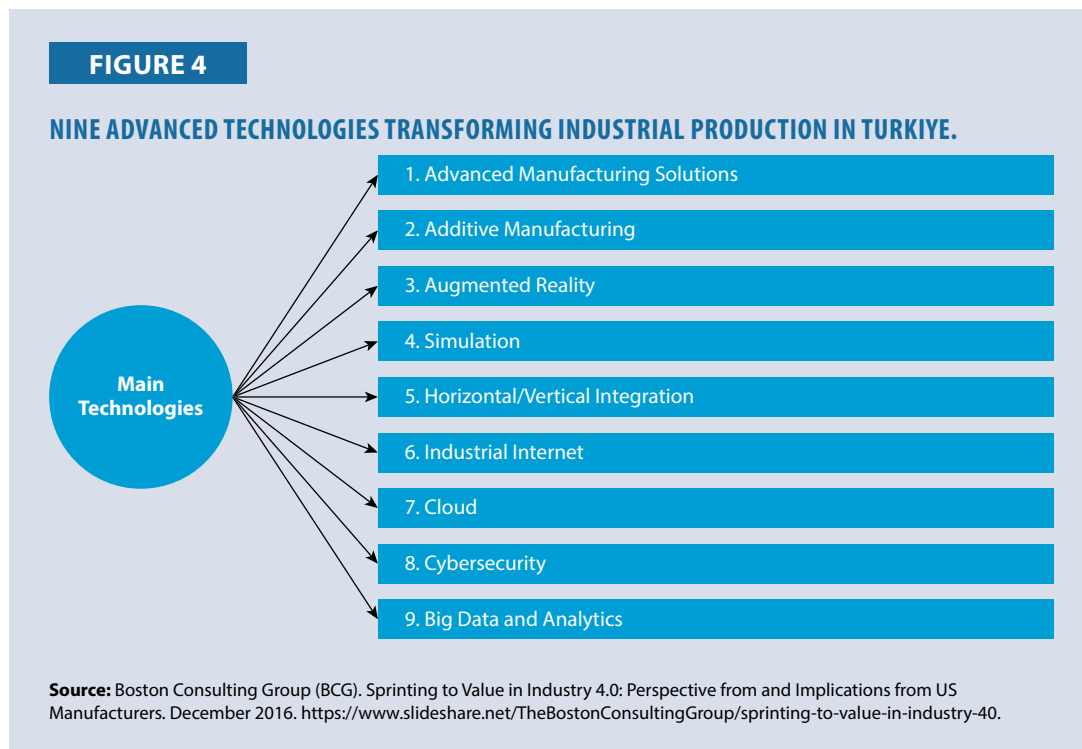 FIGURE 4
NINE ADVANCED TECHNOLOGIES TRANSFORMING INDUSTRIAL PRODUCTION IN TURKIYE.
Main
Technologies
1. Advanced Manufacturing Solutions
2. Additive Manufacturing
3. Augmented Reality
4. Simulation
5. Horizontal/Vertical Integration
6. Industrial Internet
7. Cloud
8. Cybersecurity
9. Big Data and Analytics
Source: Boston Consulting Group (BCG). Sprinting to Value in Industry 4.0: Perspective from and Implications from US
Manufacturers. December 2016. https://www.slideshare.net/TheBostonConsultingGroup/sprinting-to-value-in-industry-40.